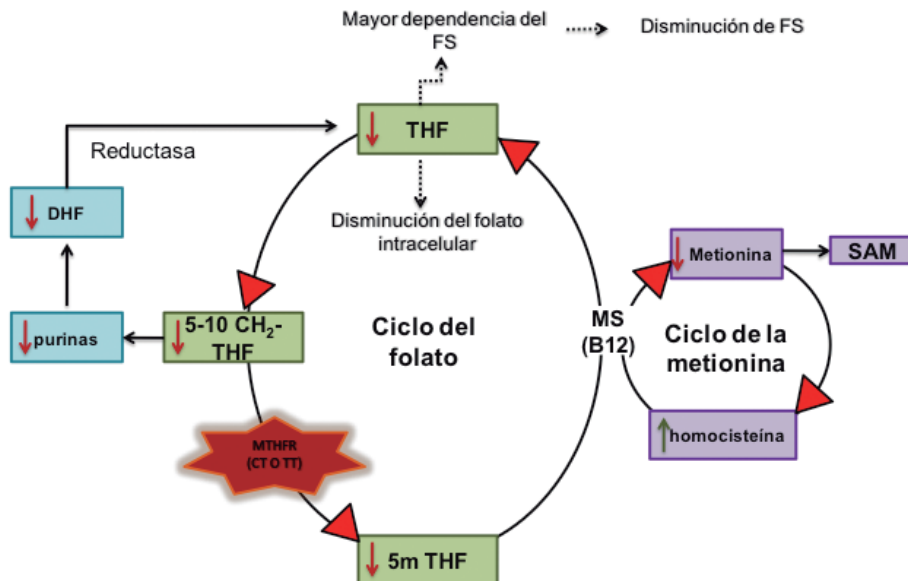 Mayor dependencia del
FS
Disminución de FS
THF
Reductasa
DHF
Disminución del folato
intracelular
Metionina
SAM
purinas
5-10 CH₂-
THF
Ciclo del
folato
MS
(B12)
Ciclo de la
metionina
homocisteína
MTHFR
(CT O TT)
5m THF